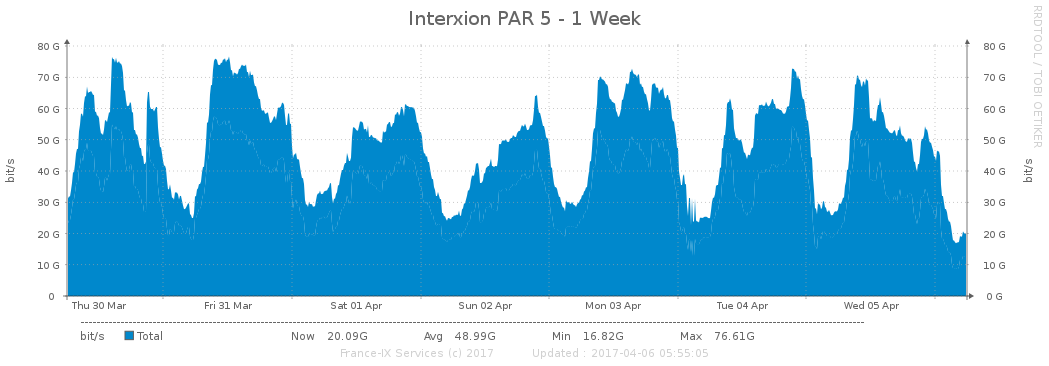 Interxion PAR 5 - 1 Week
RRDTOOL / TOBI OETIKER
80 G 80 G
70 G 70 G
60 G 60 G
50 G 50 G
40 G 40 G
30 G 30 G
20 G 20 G
10 G 10 G
0 0 G
bit/s bit/s
Thu 30 Mar Fri 31 Mar Sat 01 Apr Sun 02 Apr Mon 03 Apr Tue 04 Apr Wed 05 Apr
bit/s Total Now 20.09G Avg 48.99G Min 16.82G Max 76.61G
France-IX Services (c) 2017 Updated : 2017-04-06 05:55:05